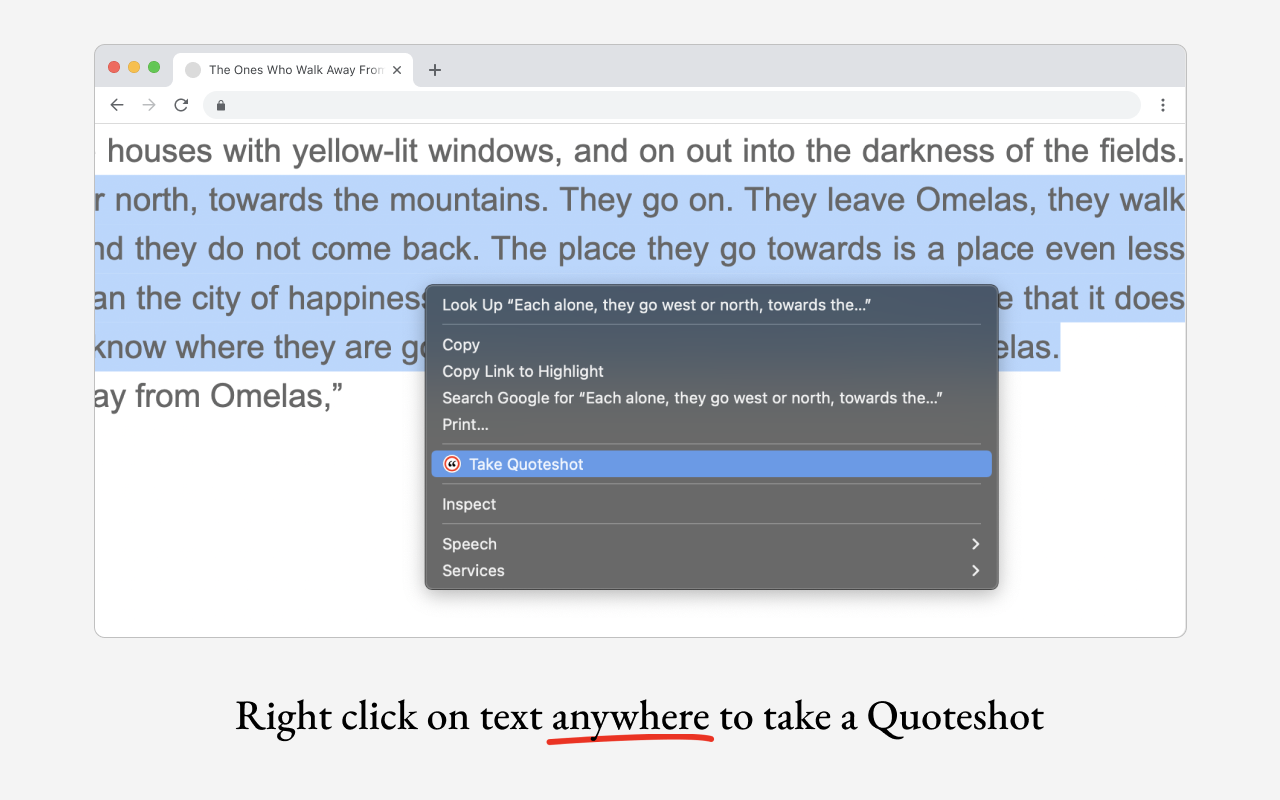 The Ones Who Walk Away From
houses with yellow-lit windows, and on out into the darkness of the fields.
r north, towards the mountains. They go on. They leave Omelas, they walk
nd they do not come back. The place they go towards is a place even less
an the city of happiness
e that it does
know where they are go
elas.
ay from Omelas,”
Look Up “Each alone, they go west or north, towards the...”
Copy
Copy Link to Highlight
Search Google for “Each alone, they go west or north, towards the...”
Print...
Take Quoteshot
Inspect
Speech
Services
Right click on text anywhere to take a Quoteshot